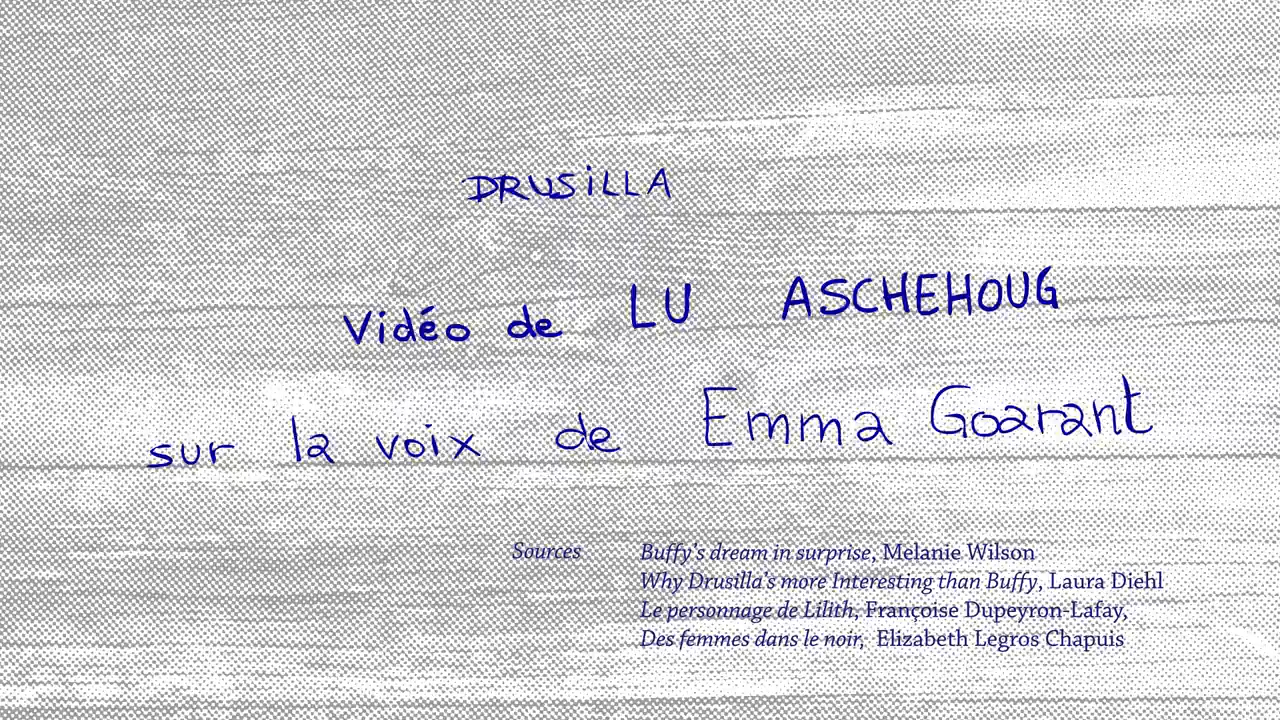 DRUSiLLA
Vidéo de LU ASCHEHOUG
sur la voix de Emma Goarant
Sources
Buffy's dream in surprise, Melanie Wilson
Why Drusilla's more Interesting than Buffy, Laura Diehl
Le personnage de Lilith, Françoise Dupeyron-Lafay,
Des femmes dans le noir, Elizabeth Legros Chapuis